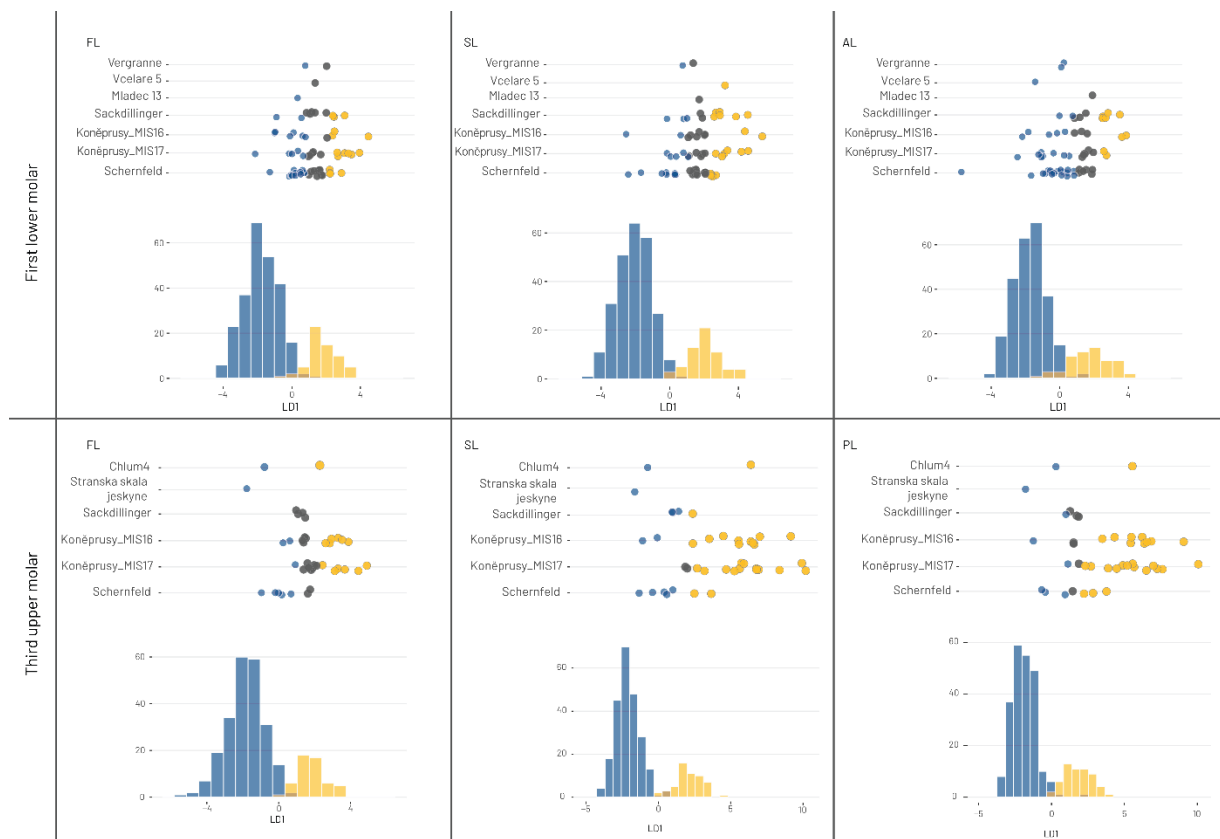 First lower molar
FL
Vergranne
Vcelare 5
Mladec 13
Sackdillinger
Koněprusy_MIS16
Koněprusy_MIS17
Schernfeld
60
40
20
0
−4
0
4
LD1
SL
Vergranne
Vcelare 5
Mladec 13
Sackdillinger
Koněprusy_MIS16
Koněprusy_MIS17
Schernfeld
60
40
20
0
−4
0
4
LD1
AL
Vergranne
Vcelare 5
Mladec 13
Sackdillinger
Koněprusy_MIS16
Koněprusy_MIS17
Schernfeld
60
40
20
0
−4
0
4
LD1
Third upper molar
FL
Chlum4
Stranska skala
jeskyne
Sackdillinger
Koněprusy_MIS16
Koněprusy_MIS17
Schernfeld
60
40
20
0
−4
0
4
LD1
SL
Chlum4
Stranska skala
jeskyne
Sackdillinger
Koněprusy_MIS16
Koněprusy_MIS17
Schernfeld
60
40
20
0
−5
0
5
10
LD1
PL
Chlum4
Stranska skala
jeskyne
Sackdillinger
Koněprusy_MIS16
Koněprusy_MIS17
Schernfeld
60
40
20
0
−5
0
5
10
LD1